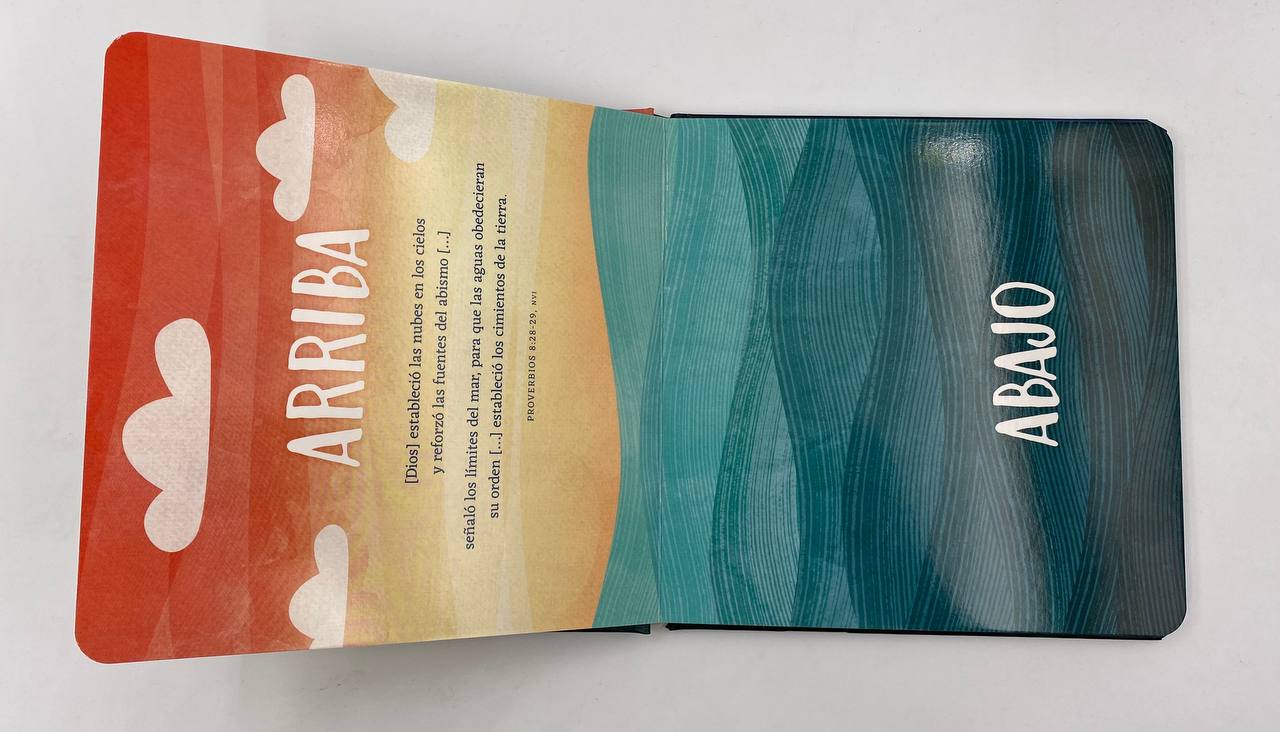 ARRIBA
[Dios] estableció las nubes en los cielos
y reforzó las fuentes del abismo [...]
señaló los límites del mar, para que las aguas obedecieran
su orden [...] estableció los cimientos de la tierra.
PROVERBIOS 8:28-29, NVI
ABAJO